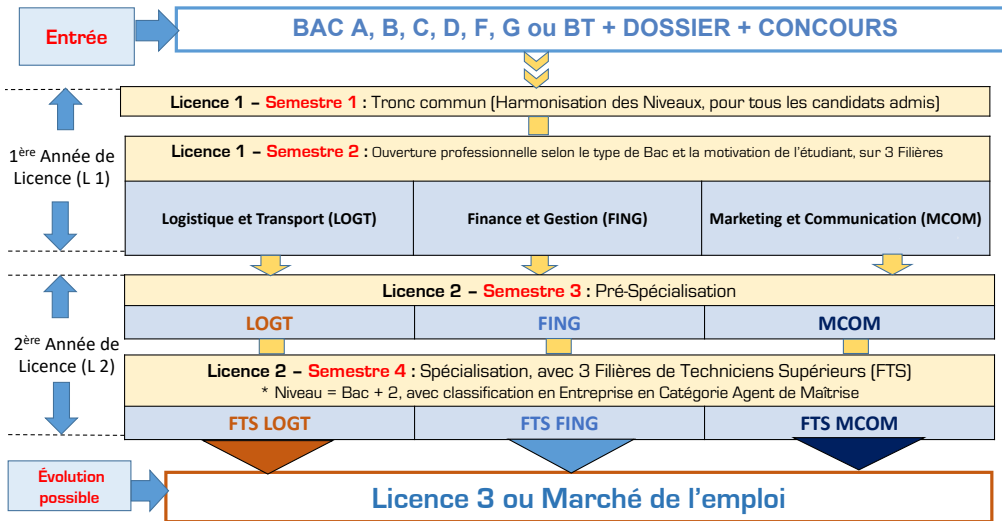 Entrée
BAC A, B, C, D, F, G ou BT + DOSSIER + CONCOURS
1ère Année de
Licence (L 1)
Licence 1 – Semestre 1 : Tronc commun (Harmonisation des Niveaux, pour tous les candidats admis)
Licence 1 – Semestre 2 : Ouverture professionnelle selon le type de Bac et la motivation de l'étudiant, sur 3 Filières
Logistique et Transport (LOGT)
Finance et Gestion (FING)
Marketing et Communication (MCOM)
2ère Année de
Licence (L 2)
Licence 2 – Semestre 3 : Pré-Spécialisation
LOGT
FING
MCOM
Licence 2 – Semestre 4 : Spécialisation, avec 3 Filières de Techniciens Supérieurs (FTS)
* Niveau = Bac + 2, avec classification en Entreprise en Catégorie Agent de Maîtrise
FTS LOGT
FTS FING
FTS MCOM
Évolution
possible
Licence 3 ou Marché de l'emploi